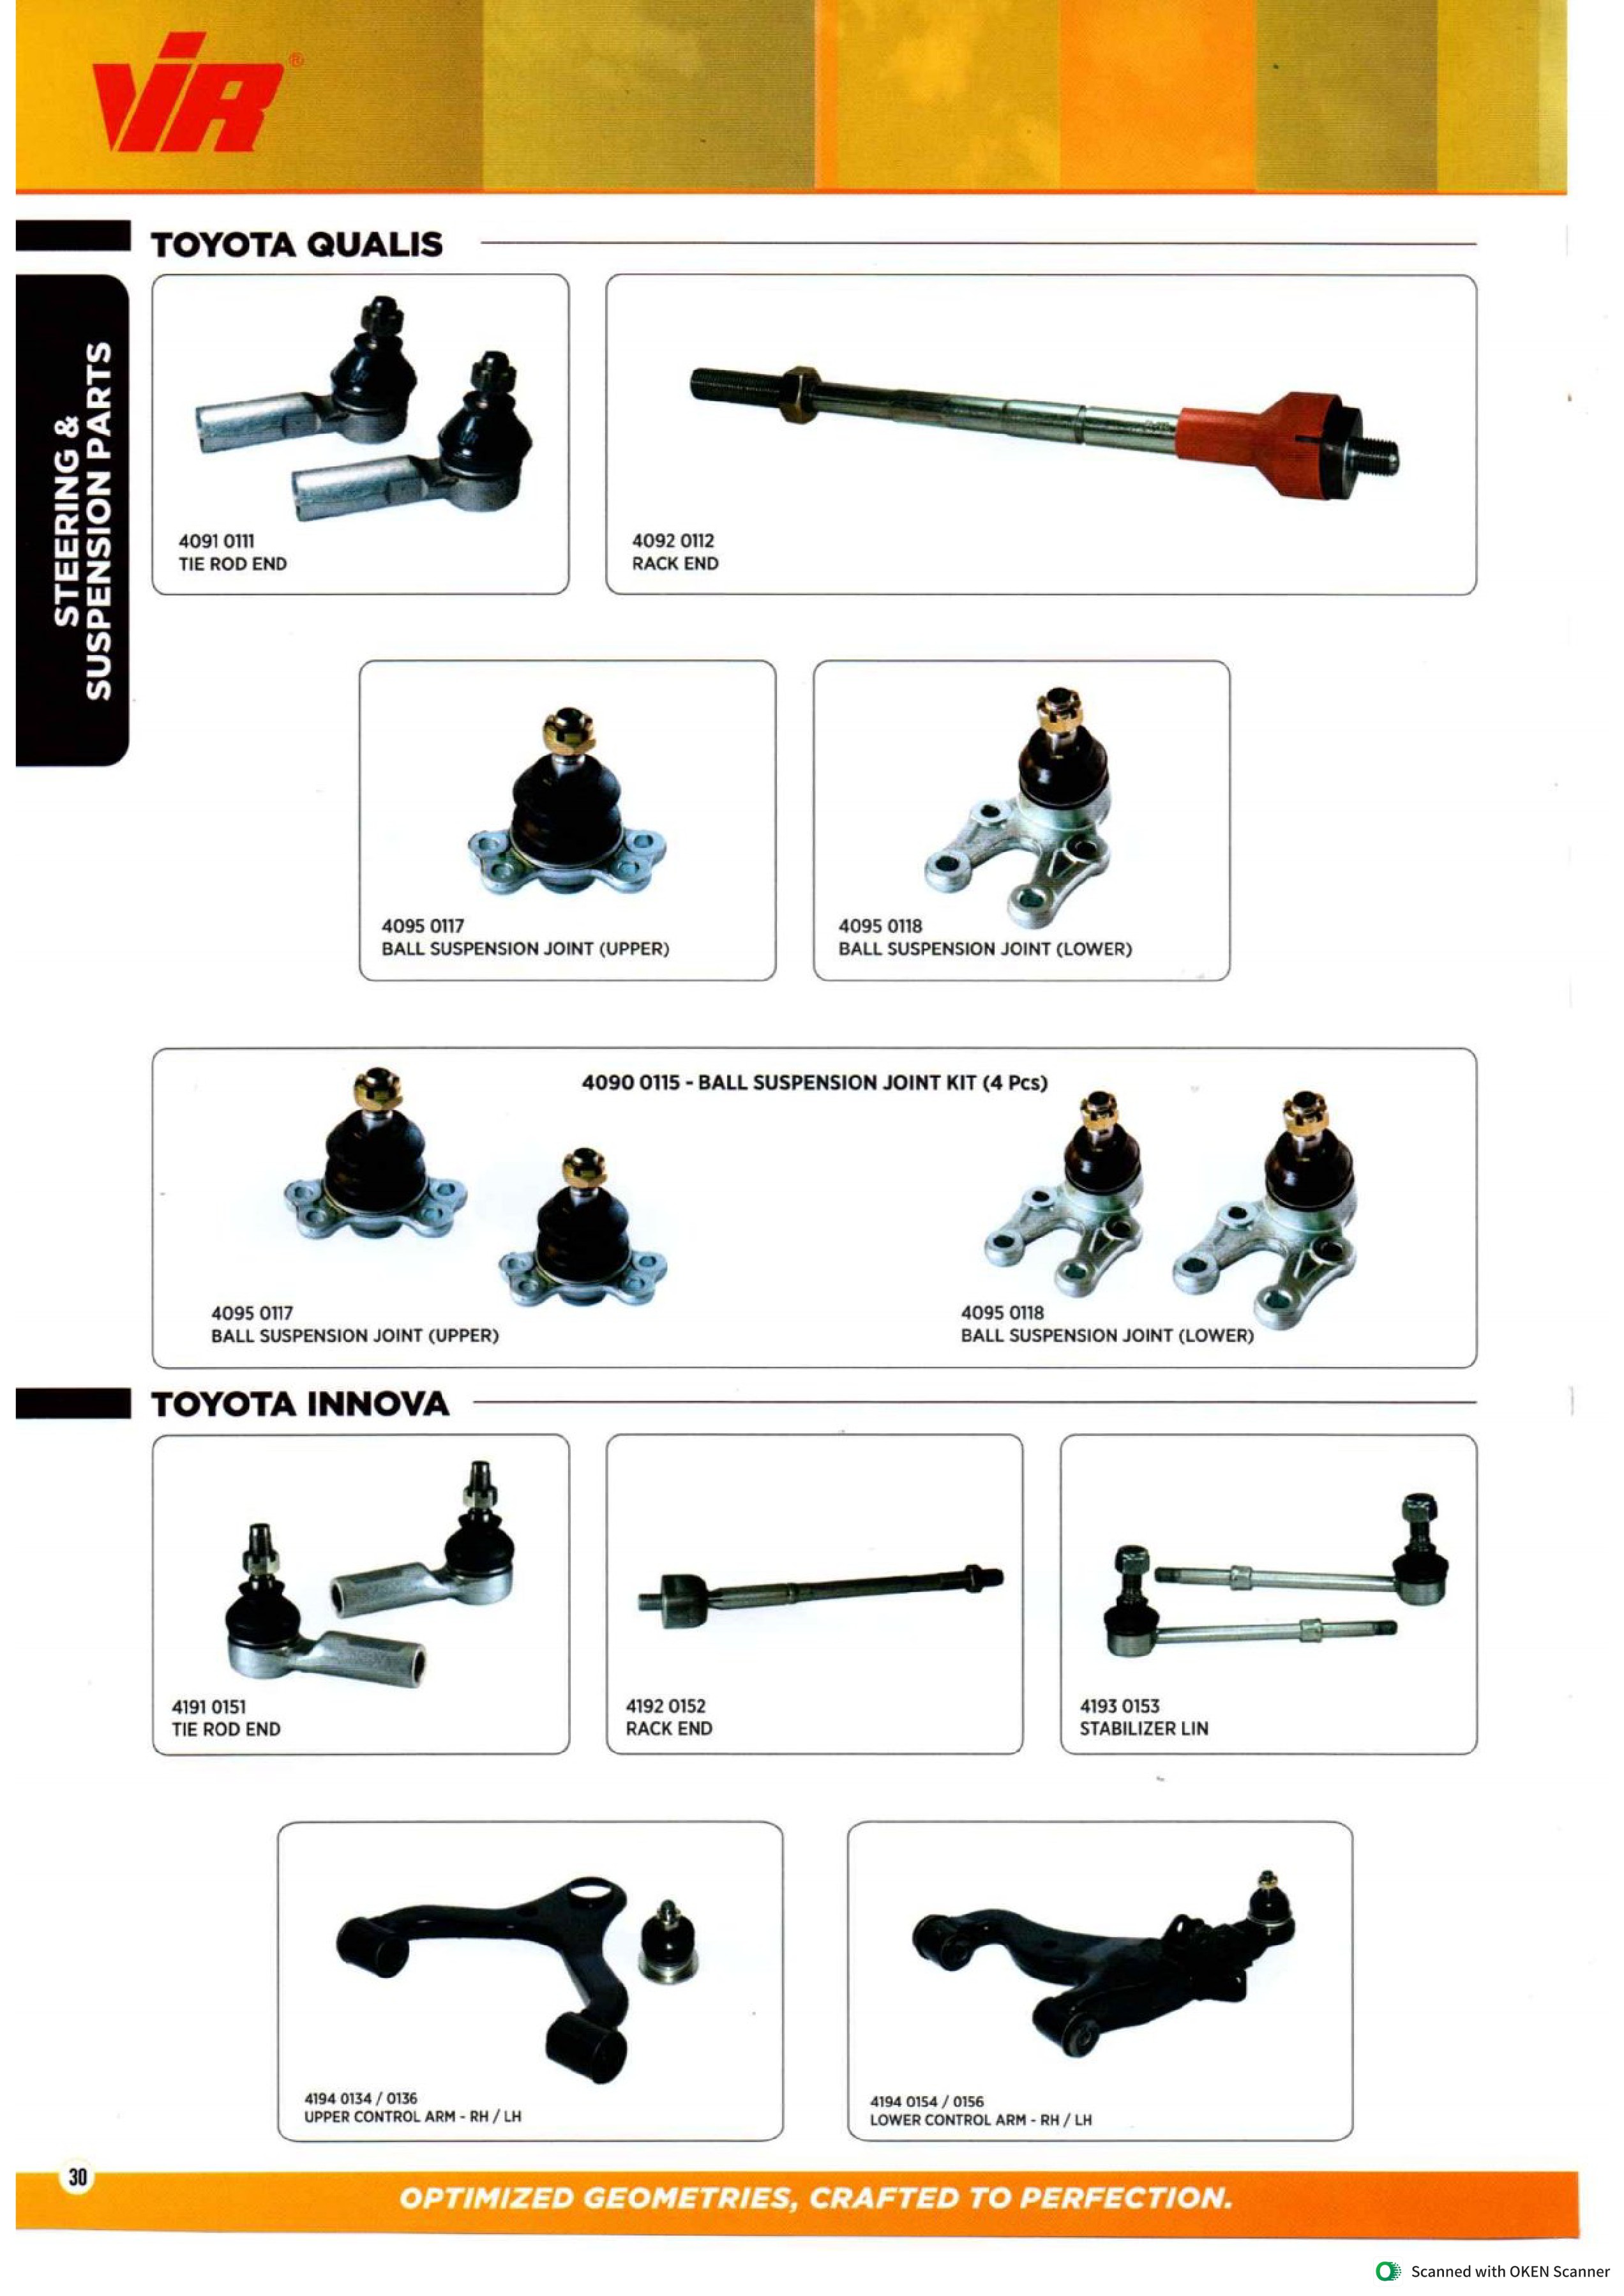 ViR®
TOYOTA QUALIS
STEERING &
SUSPENSION PARTS
4091 0111
TIE ROD END
4092 0112
RACK END
4095 0117
BALL SUSPENSION JOINT (UPPER)
4095 0118
BALL SUSPENSION JOINT (LOWER)
4090 0115 - BALL SUSPENSION JOINT KIT (4 Pcs)
4095 0117
BALL SUSPENSION JOINT (UPPER)
4095 0118
BALL SUSPENSION JOINT (LOWER)
TOYOTA INNOVA
4191 0151
TIE ROD END
4192 0152
RACK END
4193 0153
STABILIZER LIN
4194 0134 / 0136
UPPER CONTROL ARM - RH / LH
4194 0154 / 0156
LOWER CONTROL ARM - RH / LH
30
OPTIMIZED GEOMETRIES, CRAFTED TO PERFECTION.
Scanned with OKEN Scanner